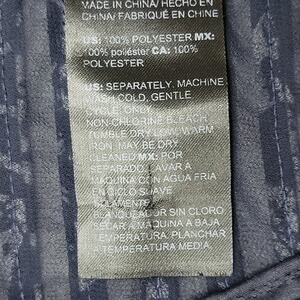 MADE IN CHINA/ HECHO EN
CHINA/ FABRIQUÉ EN CHINE
US: 100% POLYESTER MX:
100% poliéster CA: 100%
POLYESTER
US: SEPARATELY, MACHINE
WASH COLD, GENTLE
CYCLE ONLY
NON-CHLORINE BLEACH
TUMBLE DRY LOW, WARM
IRON, MAY BE DRY
CLEANED MX: POR
SEPARADO, LAVAR A
MAQUINA CON AGUA FRIA
EN CICLO SUAVE
SOLAMENTE
BLANQUEADOR SIN CLORO
SECAR A MAQUINA A BAJA
TEMPERATURA, PLANCHAR
A TEMPERATURA MEDIA,